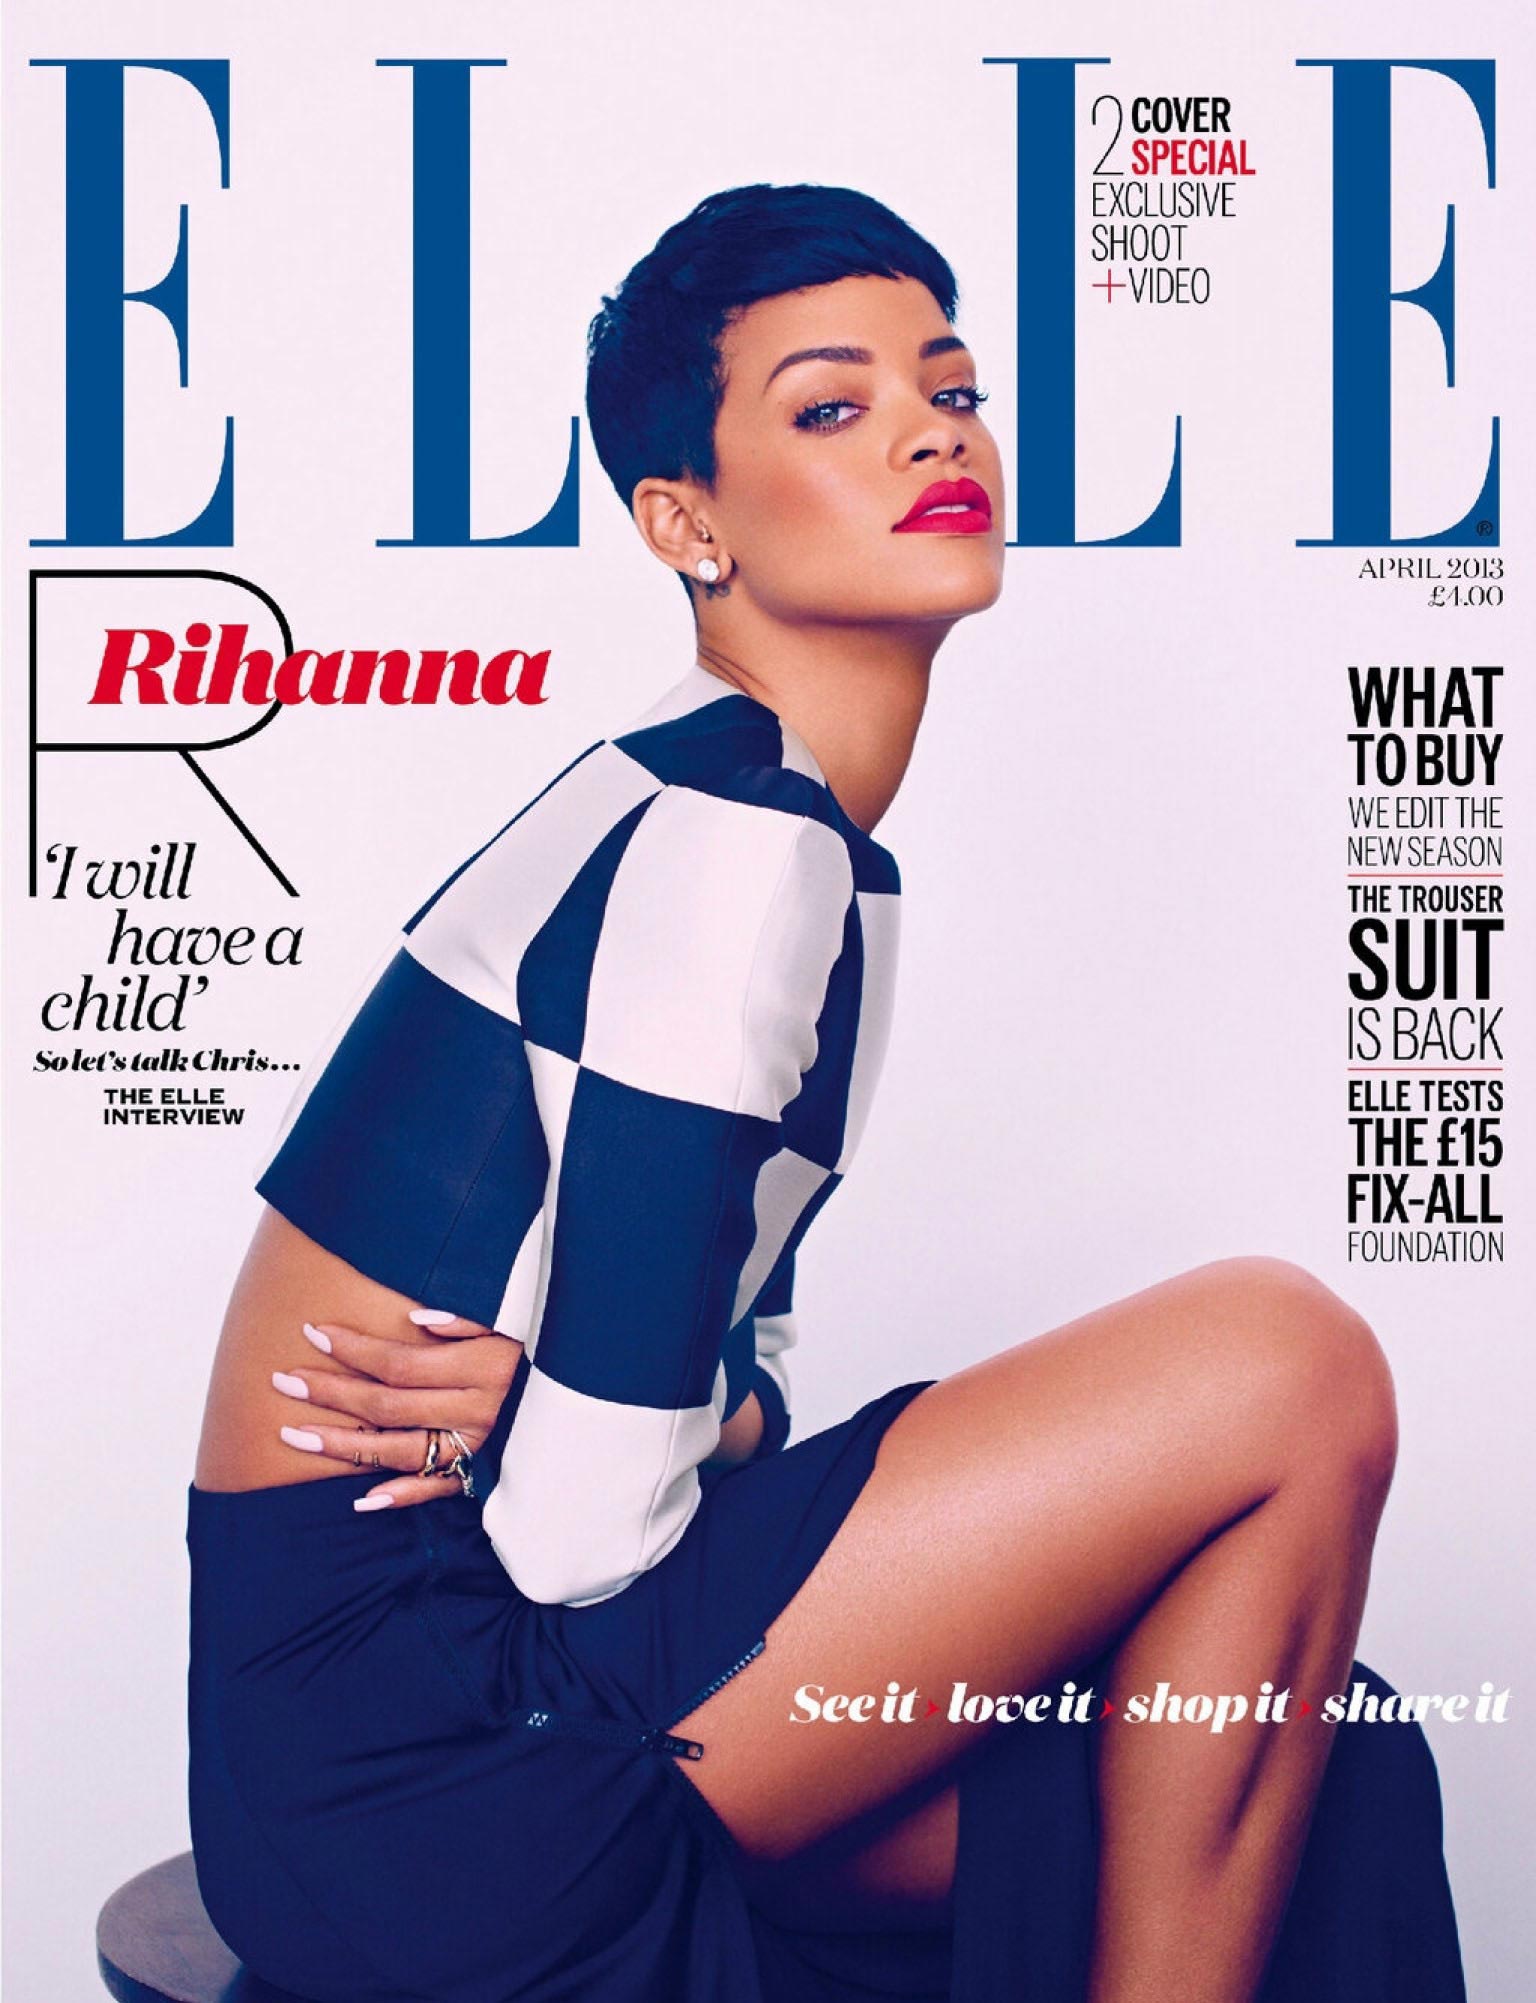 ELLE
2 COVER
SPECIAL
EXCLUSIVE
SHOOT
+VIDEO
®
APRIL 2013
£4.00
R
Rihanna
‘I will
have a
child’
So let's talk Chris...
THE ELLE
INTERVIEW
WHAT
TO BUY
WE EDIT THE
NEW SEASON
THE TROUSER
SUIT
IS BACK
ELLE TESTS
THE £15
FIX-ALL
FOUNDATION
See it › love it › shop it › share it